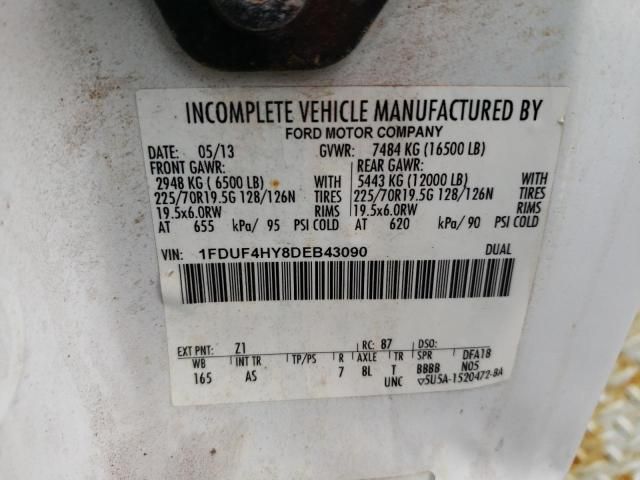 INCOMPLETE VEHICLE MANUFACTURED BY
FORD MOTOR COMPANY
DATE: 05/13 GVWR: 7484 KG (16500 LB)
FRONT GAWR: REAR GAWR:
2948 KG ( 6500 LB) WITH 5443 KG (12000 LB) WITH
225/70R19.5G 128/126N TIRES 225/70R19.5G 128/126N TIRES
19.5x6.0RW RIMS 19.5x6.0RW RIMS
AT 655 kPa/ 95 PSI COLD AT 620 kPa/ 90 PSI COLD
VIN: 1FDUF4HY8DEB43090 DUAL
EXT PNT: Z1 RC: 87 DSO:
WB INT TR TP/PS R AXLE TR SPR DFA18
165 AS 7 8L T BBBB N05
UNC ▽5U5A-1520472-BA